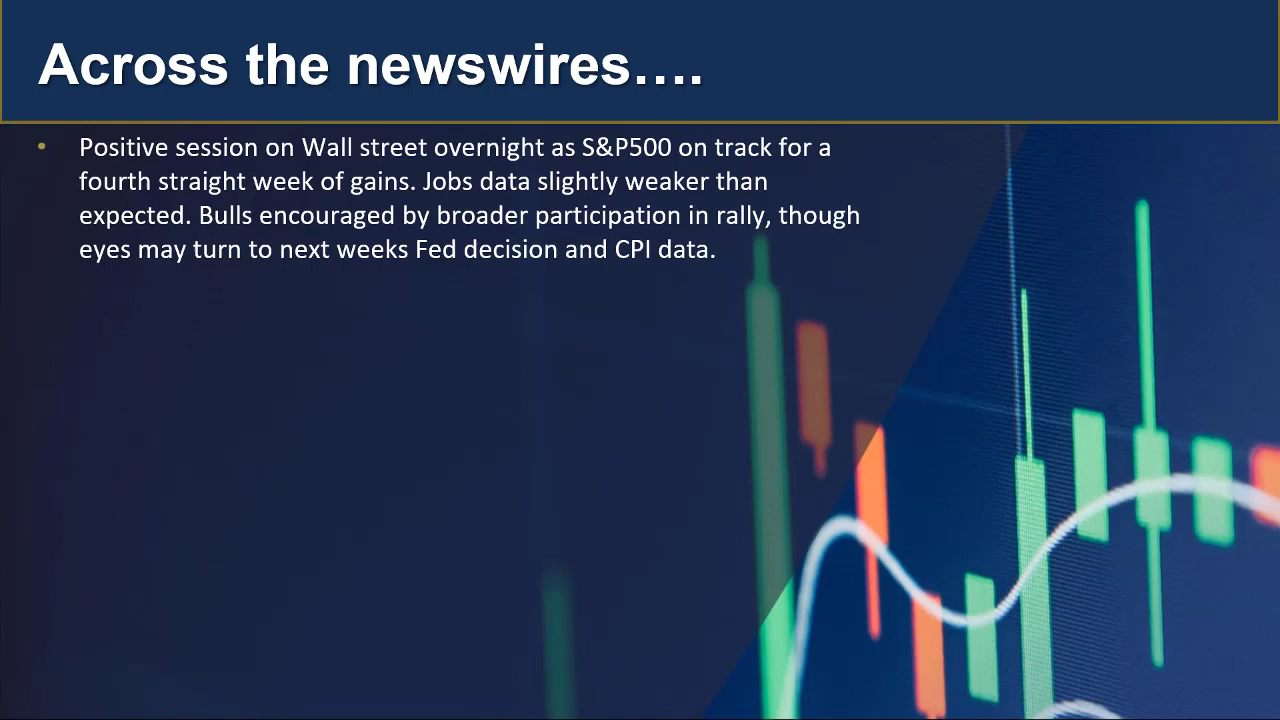 Across the newswires….
• Positive session on Wall street overnight as S&P500 on track for a
fourth straight week of gains. Jobs data slightly weaker than
expected. Bulls encouraged by broader participation in rally, though
eyes may turn to next weeks Fed decision and CPI data.